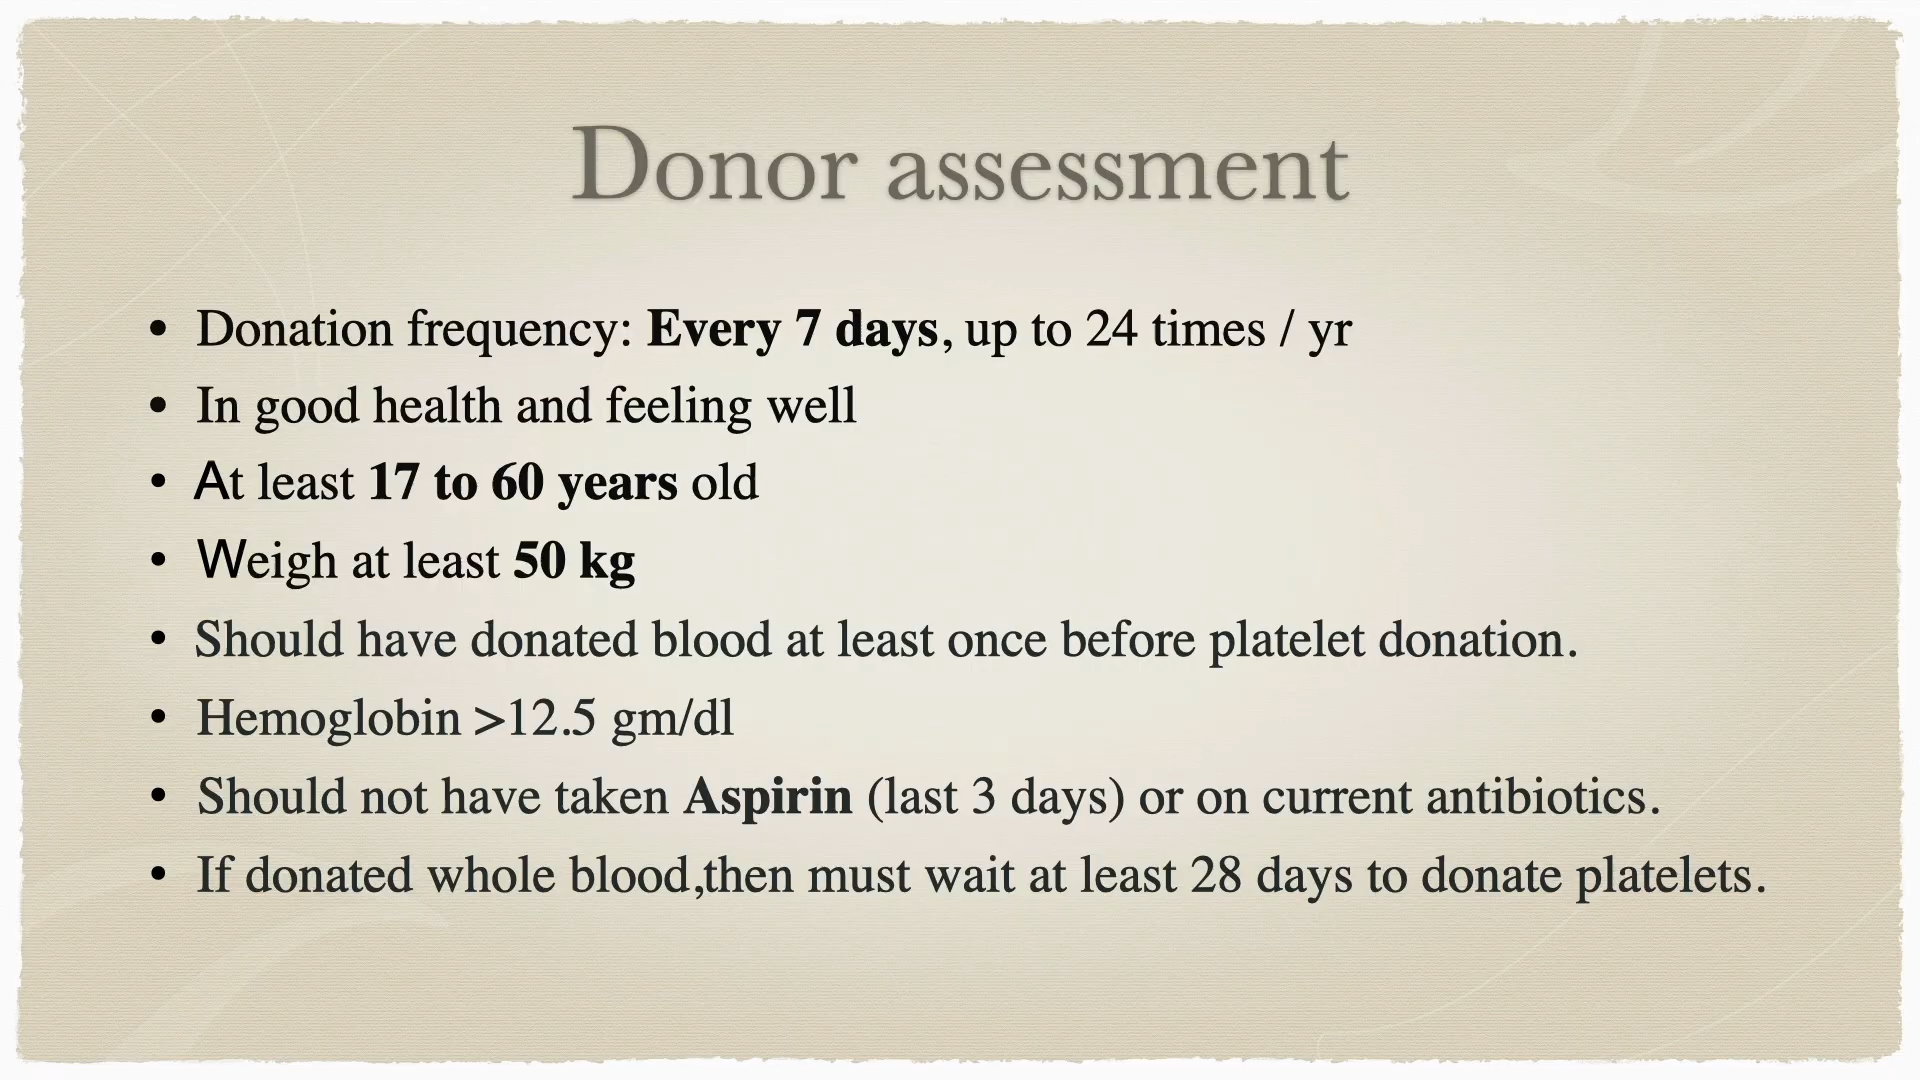 Donor assessment
• Donation frequency: Every 7 days, up to 24 times / yr
• In good health and feeling well
• At least 17 to 60 years old
• Weigh at least 50 kg
• Should have donated blood at least once before platelet donation.
• Hemoglobin >12.5 gm/dl
• Should not have taken Aspirin (last 3 days) or on current antibiotics.
• If donated whole blood,then must wait at least 28 days to donate platelets.